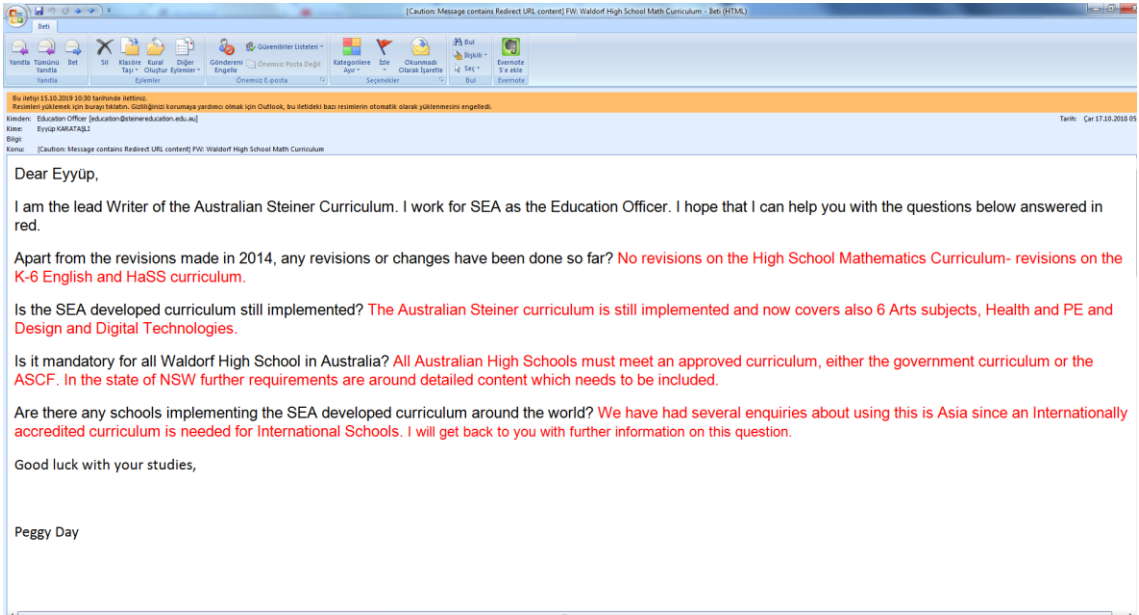 [Caution: Message contains Redirect URL content] FW: Waldorf High School Math Curriculum - İleti (HTML)
İleti
Yanıtla Tümünü Yanıtla İlet
Sil Klasöre Taşı Kural Oluştur Diğer Eylemler
Göndereni Engelle Güvenilirler Listeleri Önemsiz Posta Değil
Kategorilere Ayır İzle Okunmadı Olarak İşaretle
Bul İlişkili Seç
Evernote 5'e ekle
Yanıtla Eylemler Önemsiz E-posta Seçenekler Bul Evernote
Bu iletiyi 15.10.2019 10:30 tarihinde ilettiniz.
Resimleri yüklemek için burayı tıklatın. Gizliliğinizi korumaya yardımcı olmak için Outlook, bu iletideki bazı resimlerin otomatik olarak yüklenmesini engelledi.
Kimden: Education Officer [education@steinereducation.edu.au] Tarih: Çar 17.10.2018 05
Kime: Eyyüp KARATAŞLI
Bilgi:
Konu: [Caution: Message contains Redirect URL content] FW: Waldorf High School Math Curriculum
Dear Eyyüp,
I am the lead Writer of the Australian Steiner Curriculum. I work for SEA as the Education Officer. I hope that I can help you with the questions below answered in
red.
Apart from the revisions made in 2014, any revisions or changes have been done so far? No revisions on the High School Mathematics Curriculum- revisions on the
K-6 English and HaSS curriculum.
Is the SEA developed curriculum still implemented? The Australian Steiner curriculum is still implemented and now covers also 6 Arts subjects, Health and PE and
Design and Digital Technologies.
Is it mandatory for all Waldorf High School in Australia? All Australian High Schools must meet an approved curriculum, either the government curriculum or the
ASCF. In the state of NSW further requirements are around detailed content which needs to be included.
Are there any schools implementing the SEA developed curriculum around the world? We have had several enquiries about using this is Asia since an Internationally
accredited curriculum is needed for International Schools. I will get back to you with further information on this question.
Good luck with your studies,
Peggy Day